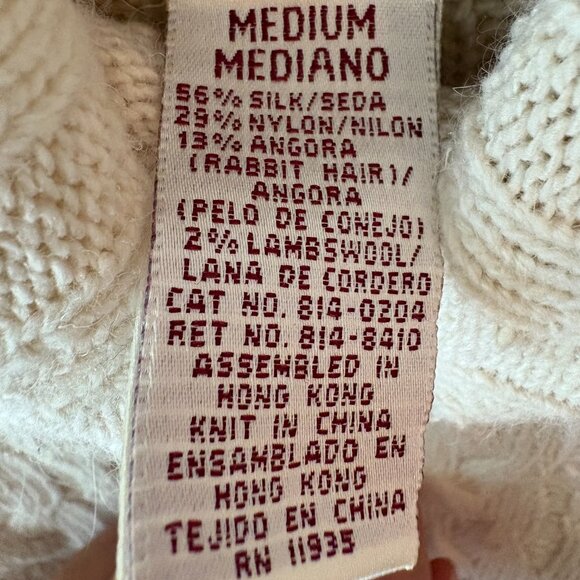 MEDIUM
MEDIANO
56% SILK/SEDA
29% NYLON/NILON
13% ANGORA
(RABBIT HAIR)/
ANGORA
(PELO DE CONEJO)
2% LAMBSWOOL/
LANA DE CORDERO
CAT NO. 814-0204
RET NO. 814-8410
ASSEMBLED IN
HONG KONG
KNIT IN CHINA
ENSAMBLADO EN
HONG KONG
TEJIDO EN CHINA
RN 11935